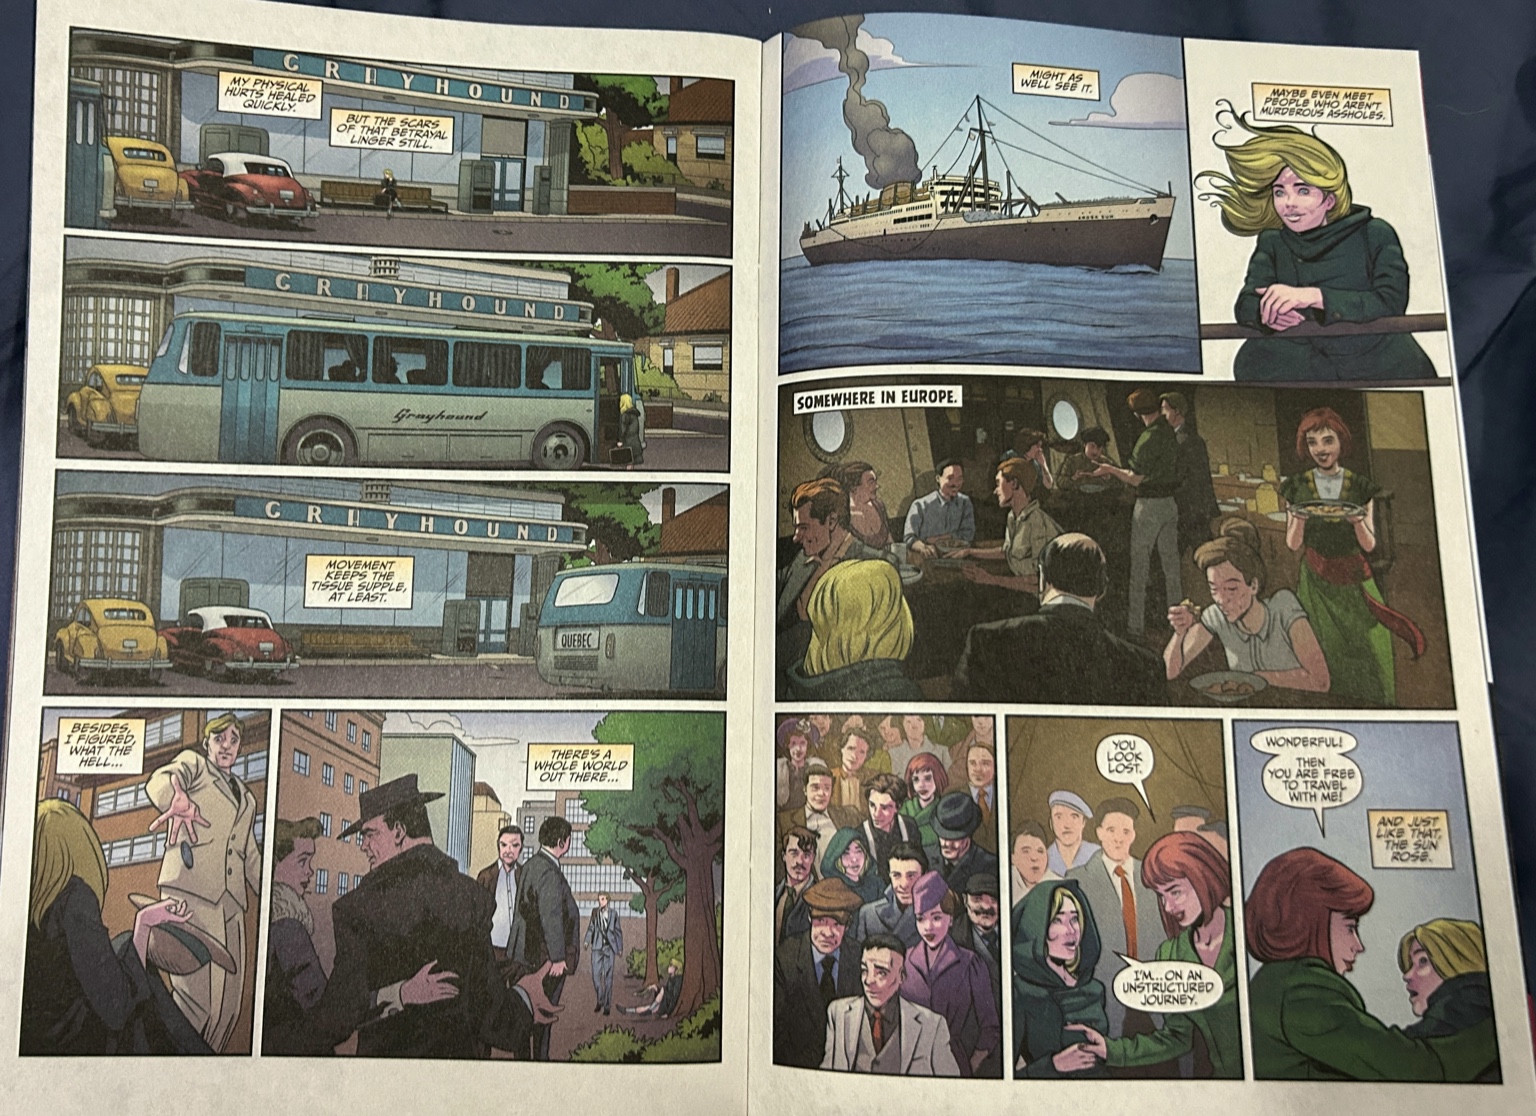 GREYHOUND
MY PHYSICAL
HURTS HEALED
QUICKLY.
BUT THE SCARS
OF THAT BETRAYAL
LINGER STILL.
GREYHOUND
Greyhound
GREYHOUND
MOVEMENT
KEEPS THE
TISSUE SUPPLE,
AT LEAST.
QUEBEC
BESIDES,
I FIGURED,
WHAT THE
HELL...
THERE'S A
WHOLE WORLD
OUT THERE...
MIGHT AS
WELL SEE IT.
MAYBE EVEN MEET
PEOPLE WHO AREN'T
MURDEROUS ASSHOLES.
SOMEWHERE IN EUROPE.
YOU
LOOK
LOST.
I'M...ON AN
UNSTRUCTURED
JOURNEY.
WONDERFUL!
THEN
YOU ARE FREE
TO TRAVEL
WITH ME!
AND JUST
LIKE THAT,
THE SUN
ROSE.